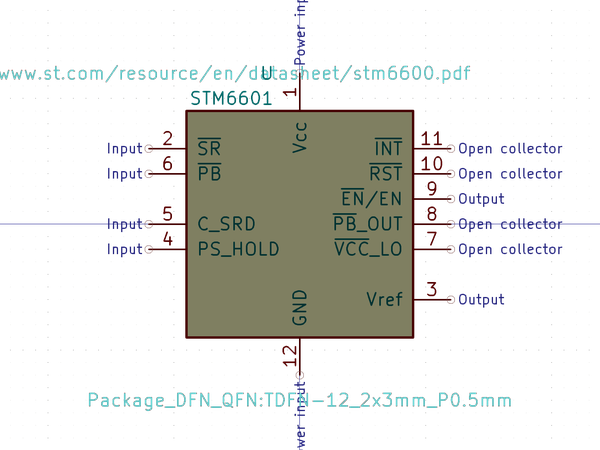 Power input
www.st.com/resource/en/datasheet/stm6600.pdf
U
STM6601
1
Vcc
Input 2 SR
INT 11 Open collector
Input 6 PB
RST 10 Open collector
EN/EN 9 Output
Input 5 C_SRD
PB_OUT 8 Open collector
Input 4 PS_HOLD
VCC_LO 7 Open collector
Vref 3 Output
GND
12
Package_DFN_QFN:TDFN-12_2x3mm_P0.5mm
wer input